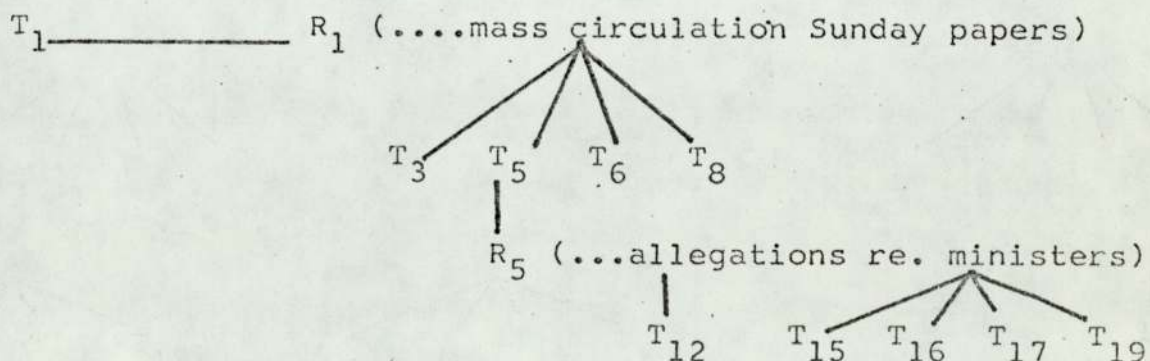 T₁ R₁ (....mass circulation Sunday papers)
T₃ T₅ T₆ T₈
R₅ (...allegations re. ministers)
T₁₂ T₁₅ T₁₆ T₁₇ T₁₉